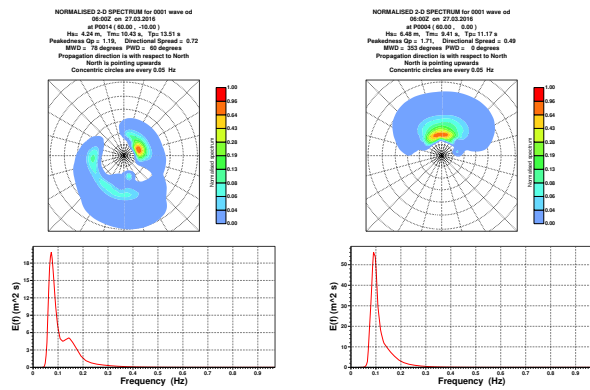 NORMALISED 2-D SPECTRUM for 0001 wave od
06:00Z on 27.03.2016
at P0014 ( 60.00 , -10.00 )
Hs= 4.24 m, Tm= 10.43 s, Tp= 13.51 s
Peakedness Qp = 1.19, Directional Spread = 0.72
MWD = 78 degrees PWD = 60 degrees
Propagation direction is with respect to North
North is pointing upwards
Concentric circles are every 0.05 Hz
1.00
0.96
0.64
0.43
0.28
0.19
0.13
0.08
0.06
0.04
0.00
Normalised spectrum
E(f) (m^2 s)
18
15
12
9
6
3
0
0 0.1 0.2 0.3 0.4 0.5 0.6 0.7 0.8 0.9
Frequency (Hz)
NORMALISED 2-D SPECTRUM for 0001 wave od
06:00Z on 27.03.2016
at P0004 ( 60.00 , 0.00 )
Hs= 6.48 m, Tm= 9.41 s, Tp= 11.17 s
Peakedness Qp = 1.71, Directional Spread = 0.49
MWD = 353 degrees PWD = 0 degrees
Propagation direction is with respect to North
North is pointing upwards
Concentric circles are every 0.05 Hz
1.00
0.96
0.64
0.43
0.28
0.19
0.13
0.08
0.06
0.04
0.00
Normalised spectrum
E(f) (m^2 s)
50
40
30
20
10
0
0 0.1 0.2 0.3 0.4 0.5 0.6 0.7 0.8 0.9
Frequency (Hz)